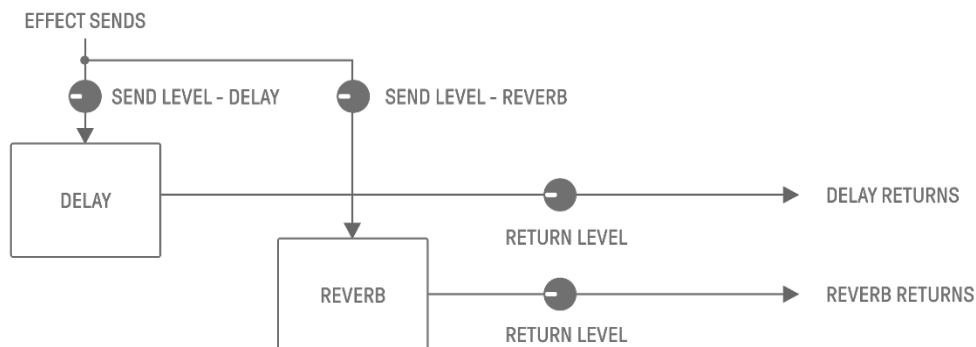 EFFECT SENDS
SEND LEVEL - DELAY
SEND LEVEL - REVERB
DELAY
DELAY RETURNS
RETURN LEVEL
REVERB
REVERB RETURNS
RETURN LEVEL